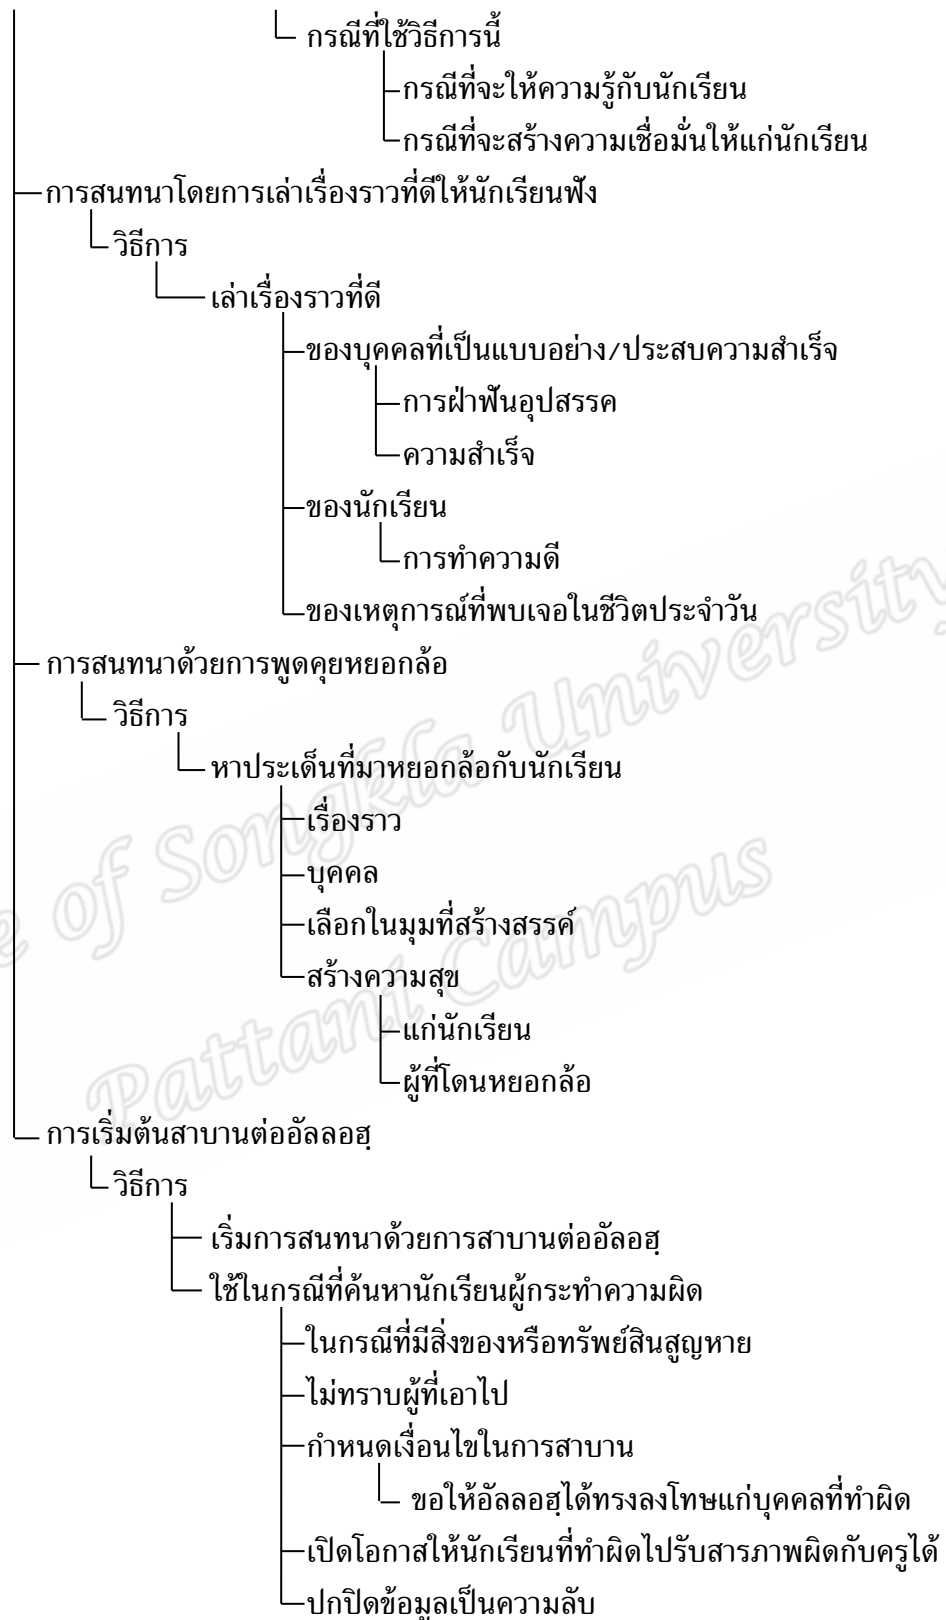 กรณีที่ใช้วิธีการนี้
กรณีที่จะให้ความรู้กับนักเรียน
กรณีที่จะสร้างความเชื่อมั่นให้แก่นักเรียน
การสนทนาโดยการเล่าเรื่องราวที่ดีให้นักเรียนฟัง
วิธีการ
เล่าเรื่องราวที่ดี
ของบุคคลที่เป็นแบบอย่าง/ประสบความสำเร็จ
การฝ่าฟันอุปสรรค
ความสำเร็จ
ของนักเรียน
การทำความดี
ของเหตุการณ์ที่พบเจอในชีวิตประจำวัน
การสนทนาด้วยการพูดคุยหยอกล้อ
วิธีการ
หาประเด็นที่มาหยอกล้อกับนักเรียน
เรื่องราว
บุคคล
เลือกในมุมที่สร้างสรรค์
สร้างความสุข
แก่นักเรียน
ผู้ที่โดนหยอกล้อ
การเริ่มต้นสาบานต่ออัลลอฮฺ
วิธีการ
เริ่มการสนทนาด้วยการสาบานต่ออัลอฮฺ
ใช้ในกรณีที่ค้นหานักเรียนผู้กระทำความผิด
ในกรณีที่มีสิ่งของหรือทรัพย์สินสูญหาย
ไม่ทราบผู้ที่เอาไป
กำหนดเงื่อนไขในการสาบาน
ขอให้อัลลอฮฺได้ทรงลงโทษแก่บุคคลที่ทำผิด
เปิดโอกาสให้นักเรียนที่ทำผิดไปรับสารภาพผิดกับครูได้
ปกปิดข้อมูลเป็นความลับ
of Songkla University
Pattani Campus